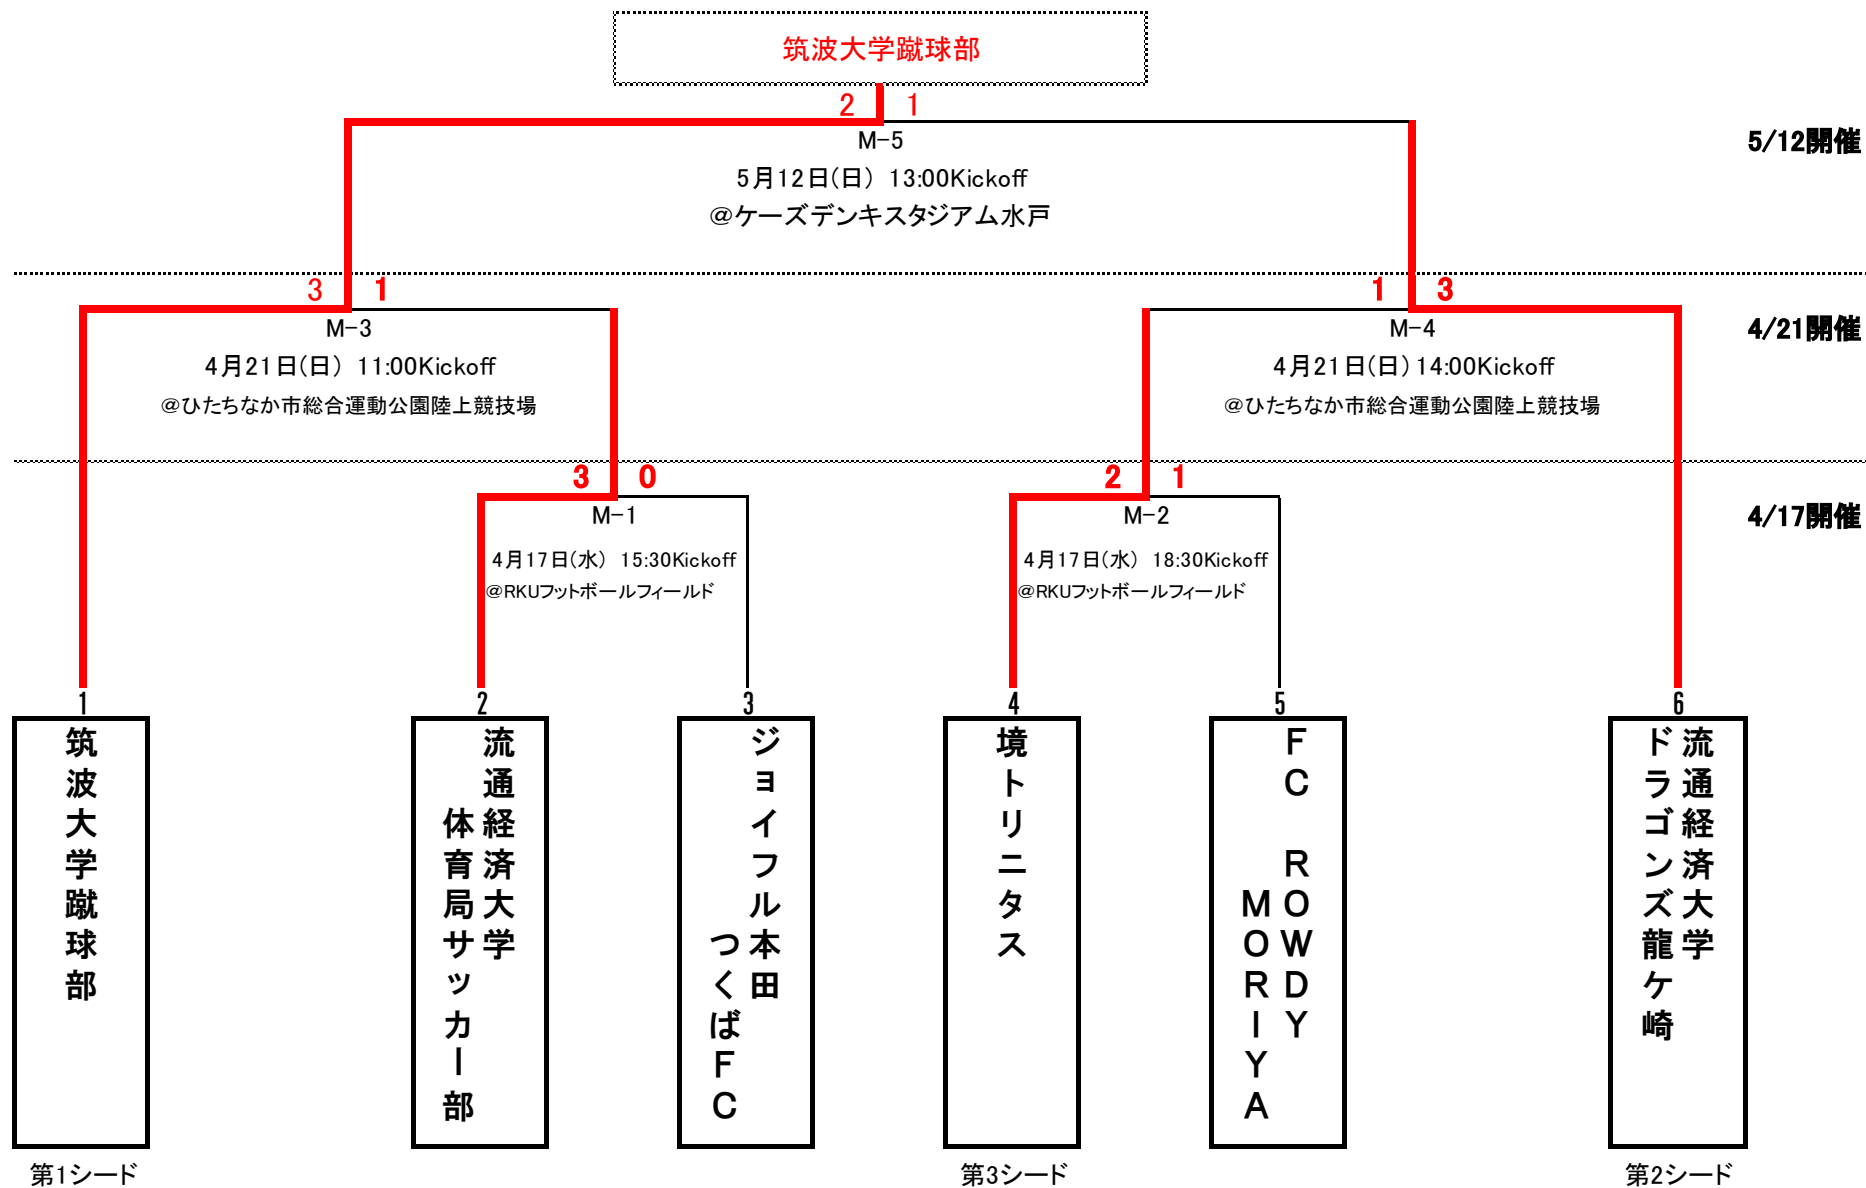 筑波大学蹴球部
2 1
M-5
5/12開催
5月12日(日) 13:00Kickoff
@ケーズデンキスタジアム水戸
3 1
1 3
M-3
M-4
4/21開催
4月21日(日) 11:00Kickoff
4月21日(日) 14:00Kickoff
@ひたちなか市総合運動公園陸上競技場
@ひたちなか市総合運動公園陸上競技場
3 0
2 1
M-1
M-2
4/17開催
4月17日(水) 15:30Kickoff
4月17日(水) 18:30Kickoff
@RKUフットボールフィールド
@RKUフットボールフィールド
1
2
3
4
5
6
筑波大学蹴球部
流通経済大学
体育局サッカー部
ジョイフル本田
つくばFC
境トリニタス
FC ROWDY
MORIYA
流通経済大学
ドラゴンズ龍ケ崎
第1シード
第3シード
第2シード